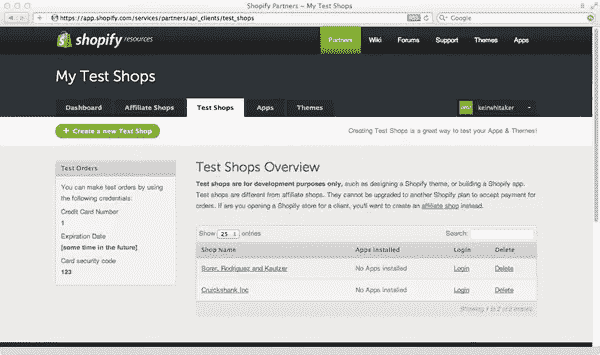 Shopify Partners – My Test Shops
https://app.shopify.com/services/partners/api_clients/test_shops
RSS
Google
shopify resources
Partners Wiki Forums Support Themes Apps
My Test Shops
Dashboard Affiliate Shops Test Shops Apps Themes
keirwhitaker
+ Create a new Test Shop
Creating Test Shops is a great way to test your Apps & Themes!
Test Orders
You can make test orders by using
the following credentials:
Credit Card Number
1
Expiration Date
[some time in the future]
Card security code
123
Test Shops Overview
Test shops are for development purposes only, such as designing a Shopify theme, or building a Shopify app.
Test shops are different from affiliate shops. They cannot be upgraded to another Shopify plan to accept payment for
orders. If you are opening a Shopify store for a client, you'll want to create an affiliate shop instead.
Show 25 entries
Search:
Shop Name Apps Installed Login Delete
Borer, Rodriguez and Kautzer No Apps installed Login Delete
Cruickshank Inc No Apps installed Login Delete
Showing 1 to 2 of 2 entries